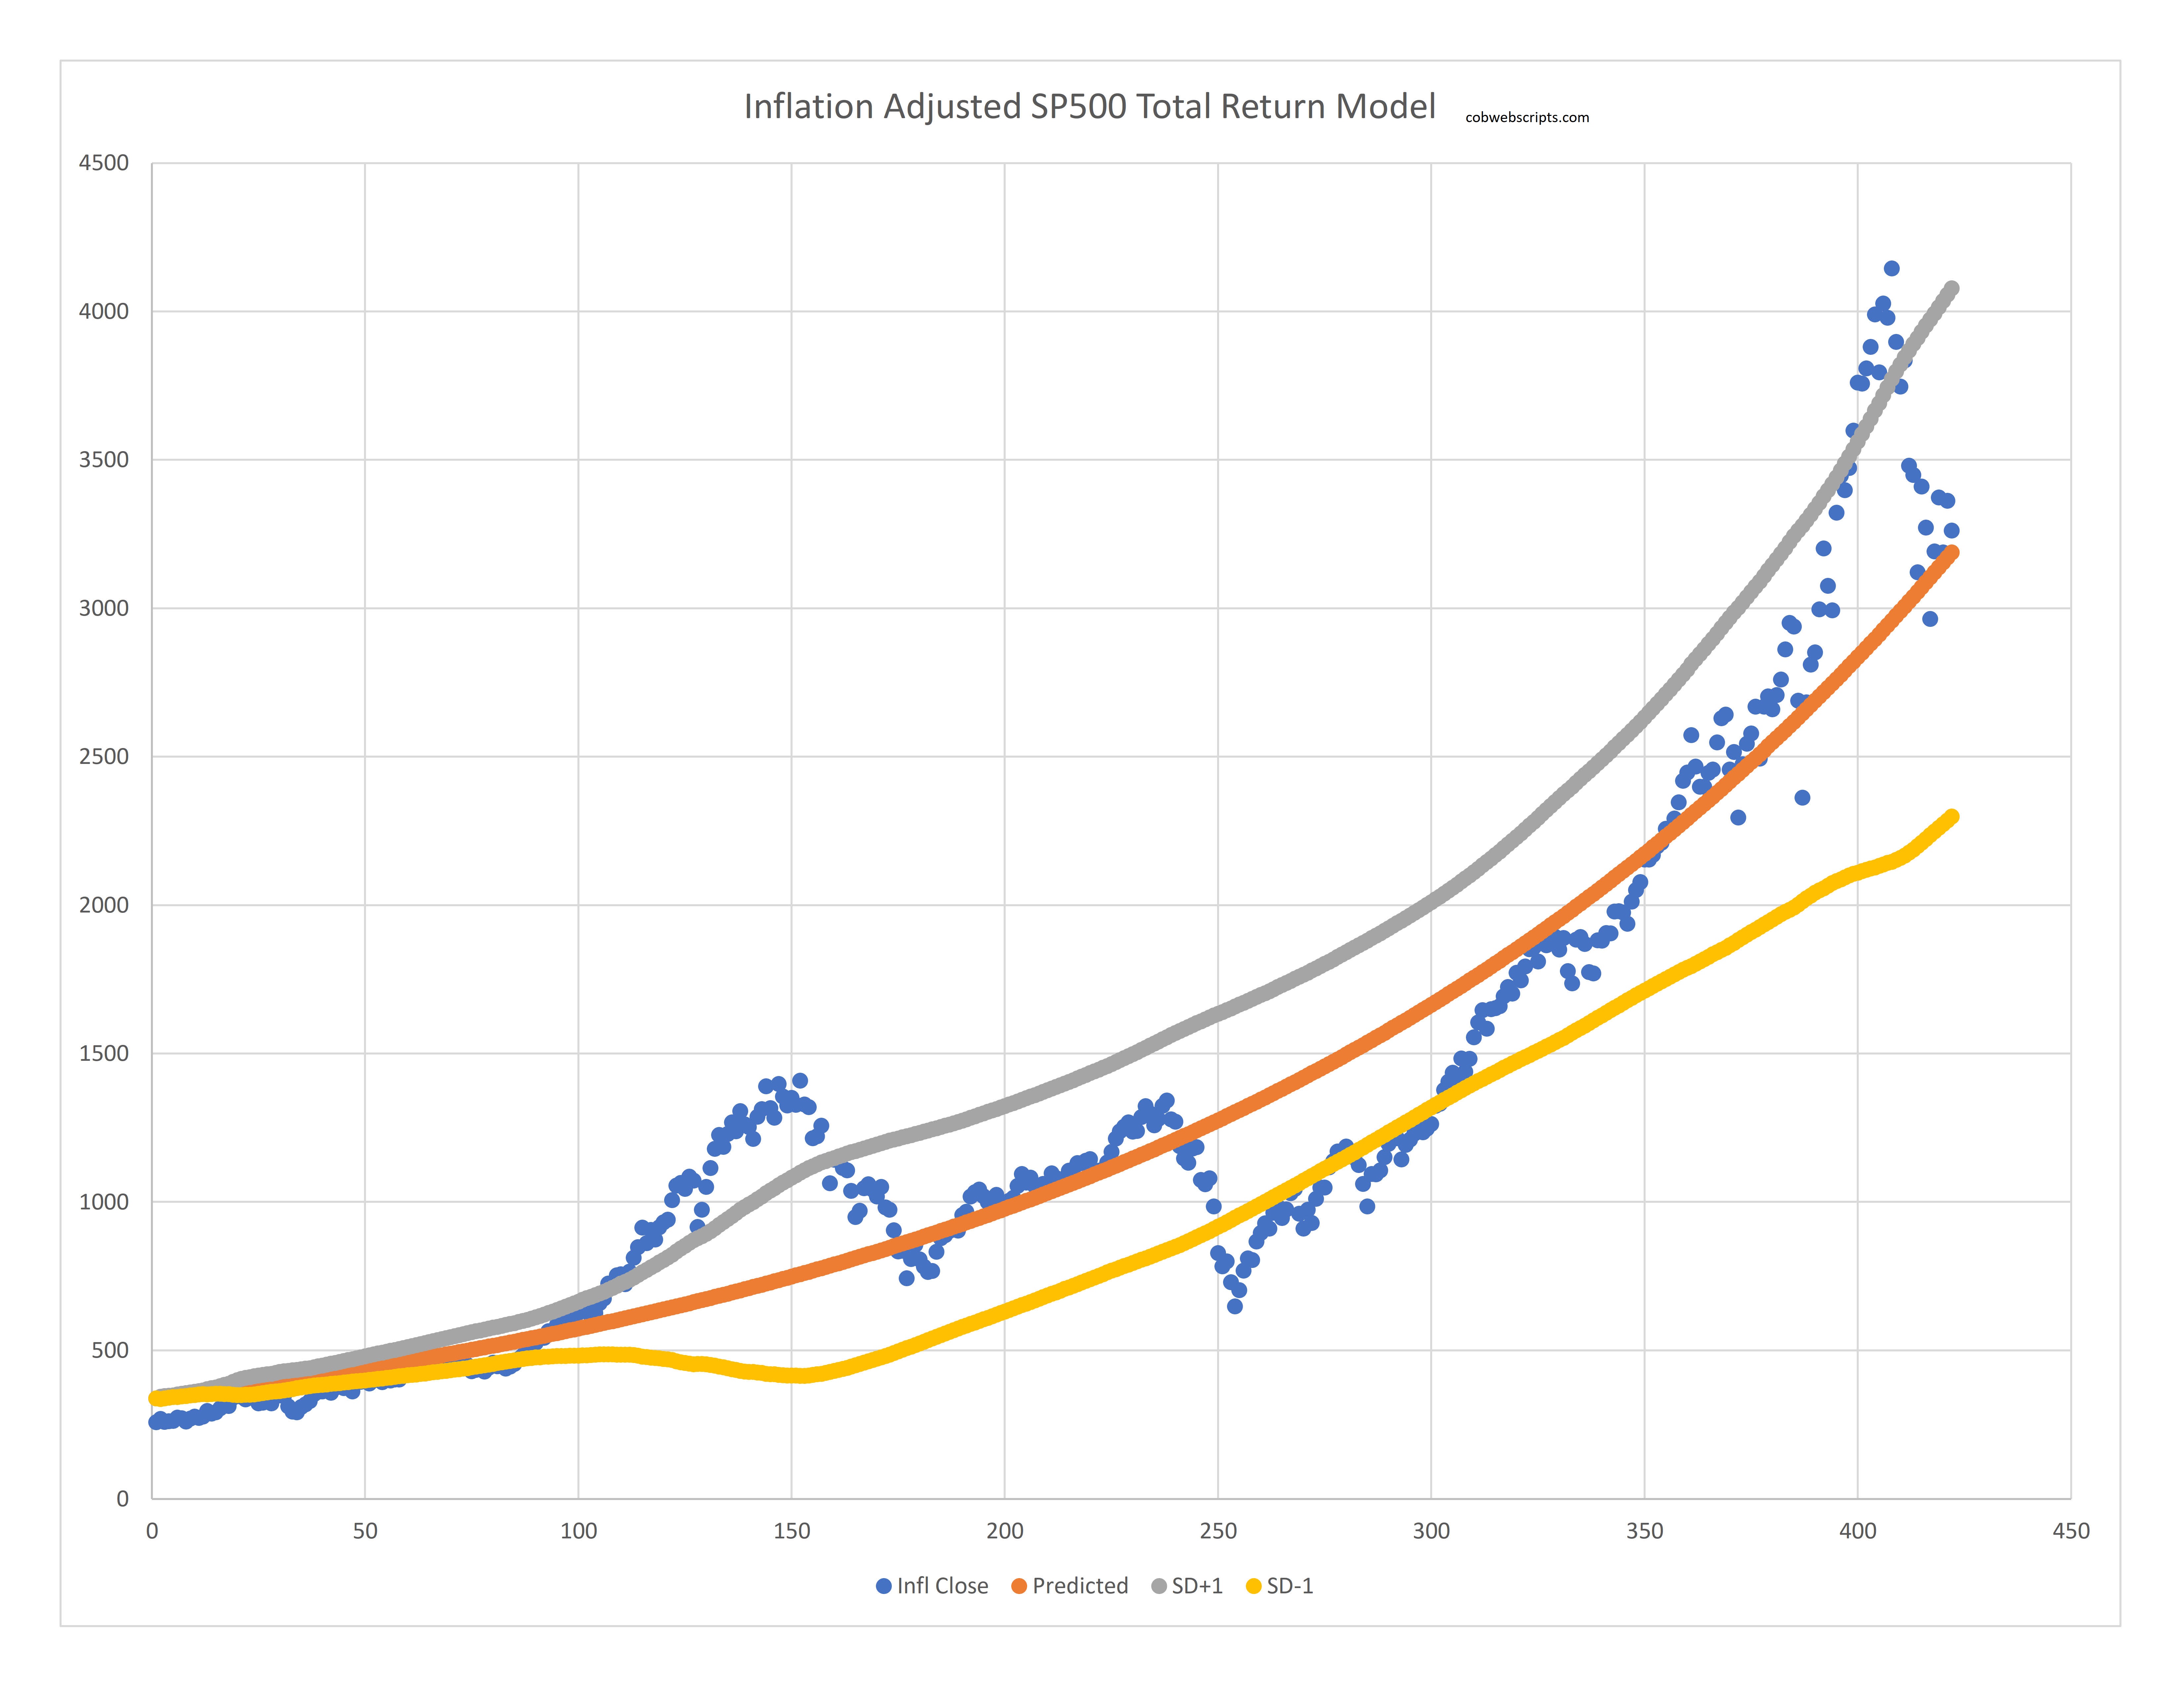 Inflation Adjusted SP500 Total Return Model
cobwebscripts.com
4500
4000
3500
3000
2500
2000
1500
1000
500
0
0 50 100 150 200 250 300 350 400 450
Infl Close Predicted SD+1 SD-1